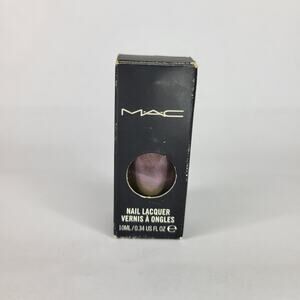 MAC
NAIL LACQUER
VERNIS À ONGLES
10ML/0.34 US FL OZ ℮